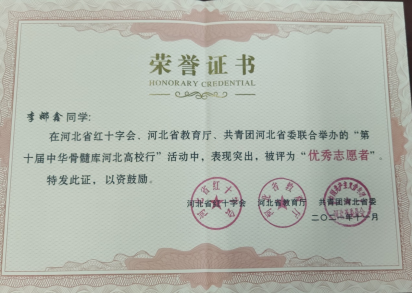 荣誉证书
HONORARY CREDENTIAL
李娜鑫同学：
在河北省红十字会、河北省教育厅、共青团河北省委联合举办的“第
十届中华骨髓库河北高校行”活动中，表现突出，被评为“优秀志愿者”。
特发此证，以资鼓励。
河北省红十字会 河北省教育厅 共青团河北省委
二〇二一年十一月